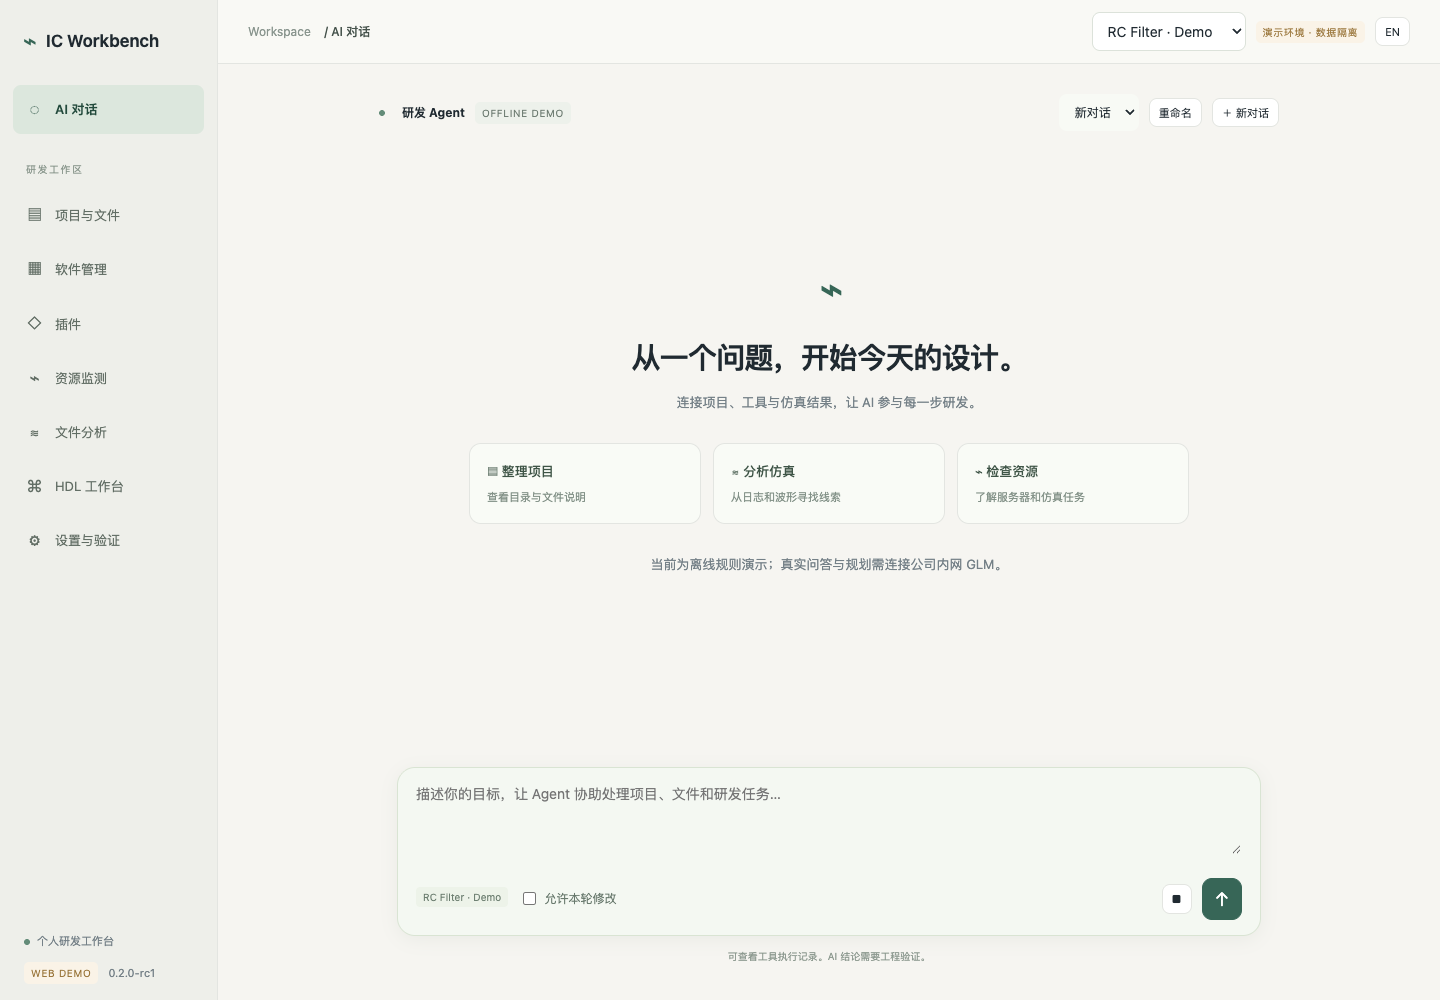 IC Workbench
AI 对话
研发工作区
项目与文件
软件管理
插件
资源监测
文件分析
HDL 工作台
设置与验证
个人研发工作台
WEB DEMO 0.2.0-rc1
Workspace / AI 对话
RC Filter · Demo
演示环境 · 数据隔离
EN
研发 Agent OFFLINE DEMO
新对话
重命名
+ 新对话
从一个问题，开始今天的设计。
连接项目、工具与仿真结果，让 AI 参与每一步研发。
整理项目
查看目录与文件说明
分析仿真
从日志和波形寻找线索
检查资源
了解服务器和仿真任务
当前为离线规则演示；真实问答与规划需连接公司内网 GLM。
描述你的目标，让 Agent 协助处理项目、文件和研发任务...
RC Filter · Demo
允许本轮修改
可查看工具执行记录。AI 结论需要工程验证。